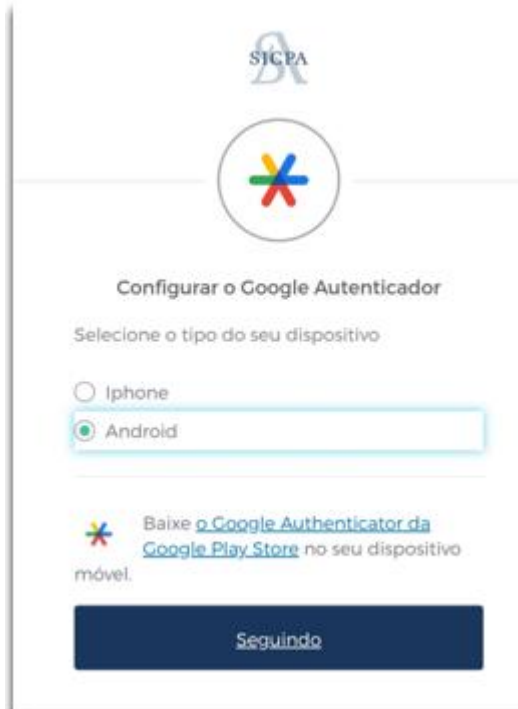 SICPA
Configurar o Google Autenticador
Selecione o tipo do seu dispositivo
Iphone
Android
Baixe o Google Authenticator da
Google Play Store no seu dispositivo
móvel.
Seguindo